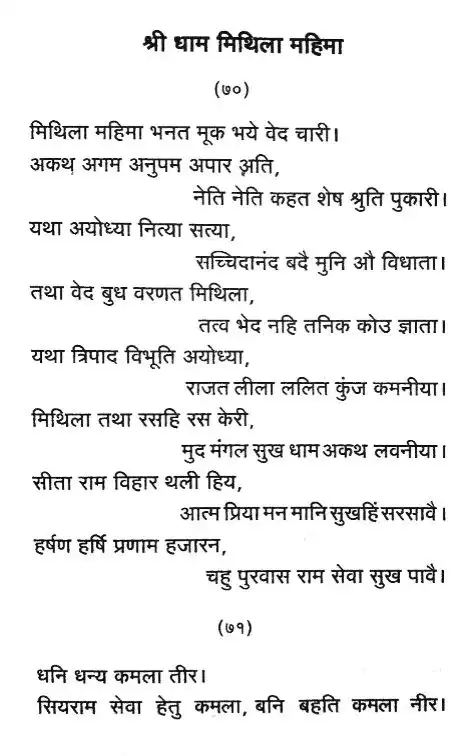 श्री धाम मिथिला महिमा
(७०)
मिथिला महिमा भनत मूक भये वेद चारी।
अकथ अगम अनुपम अपार अति,
नेति नेति कहत शेष श्रुति पुकारी।
यथा अयोध्या नित्या सत्या,
सच्चिदानंद बदै मुनि औ विधाता।
तथा वेद बुध वरणत मिथिला,
तत्व भेद नहि तनिक कोउ ज्ञाता।
यथा त्रिपाद विभूति अयोध्या,
राजत लीला ललित कुंज कमनीया।
मिथिला तथा रसहि रस केरी,
मुद मंगल सुख धाम अकथ लवनीया।
सीता राम विहार थली हिय,
आत्म प्रिया मन मानि सुखहिं सरसावै।
हर्षण हर्षि प्रणाम हजारन,
चहु पुरवास राम सेवा सुख पावै।
(७१)
धनि धन्य कमला तीर।
सियराम सेवा हेतु कमला, बनि बहति कमला नीर।